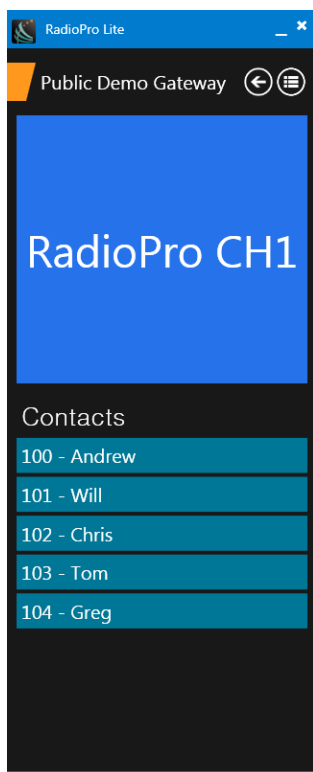 RadioPro Lite
Public Demo Gateway
RadioPro CH1
Contacts
100 - Andrew
101 - Will
102 - Chris
103 - Tom
104 - Greg